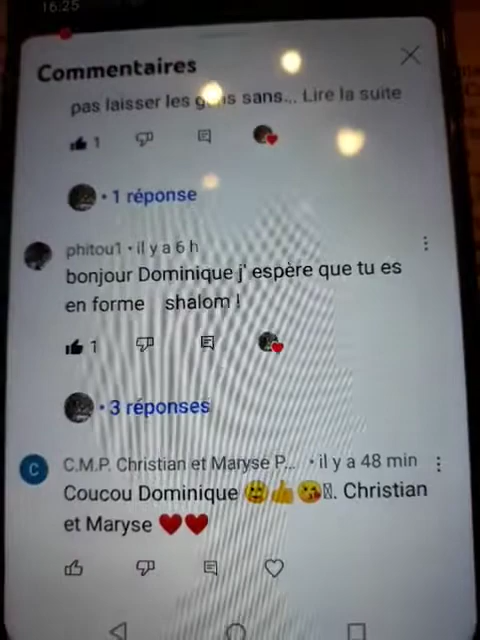 16:25
Commentaires
pas laisser les sans... Lire la suite
1
• 1 réponse
phitou1 • il y a 6 h
bonjour Dominique j' espère que tu es
en forme shalom !
1
• 3 réponses
C C.M.P. Christian et Maryse P... • il y a 48 min
Coucou Dominique 👍😘. Christian
et Maryse ❤️❤️